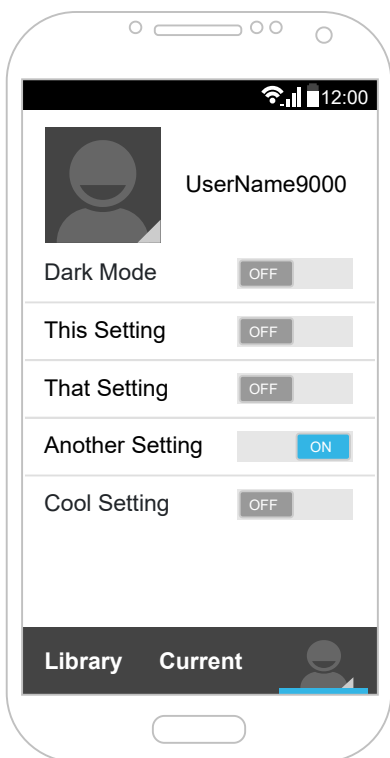 12:00
UserName9000
Dark Mode OFF
This Setting OFF
That Setting OFF
Another Setting ON
Cool Setting OFF
Library Current